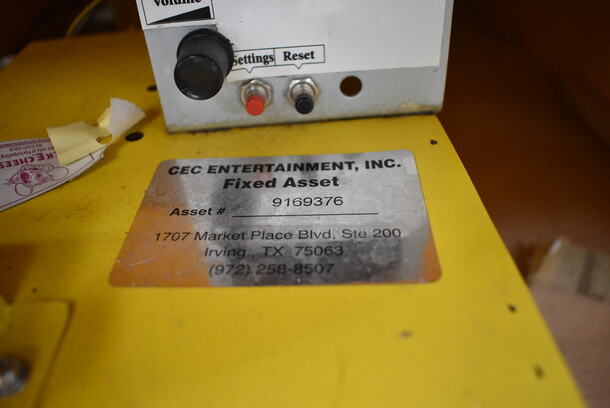 Volume
Settings Reset
CEC ENTERTAINMENT, INC.
Fixed Asset
Asset # 9169376
1707 Market Place Blvd, Ste 200
Irving, TX 75063
(972) 258-8507